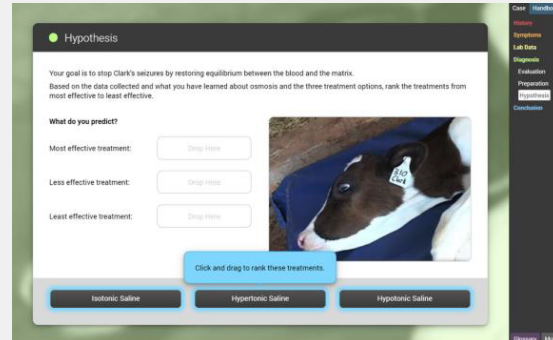 Case Handbo
Hypothesis
History
Symptoms
Lab Data
Diagnosis
Evaluation
Preparation
Hypothesis
Conclusion
Your goal is to stop Clark's seizures by restoring equilibrium between the blood and the matrix.
Based on the data collected and what you have learned about osmosis and the three treatment options, rank the treatments from
most effective to least effective.
What do you predict?
Most effective treatment:
Drop Here
Less effective treatment:
Drop Here
Least effective treatment:
Drop Here
Click and drag to rank these treatments.
Isotonic Saline
Hypertonic Saline
Hypotonic Saline
Glossary